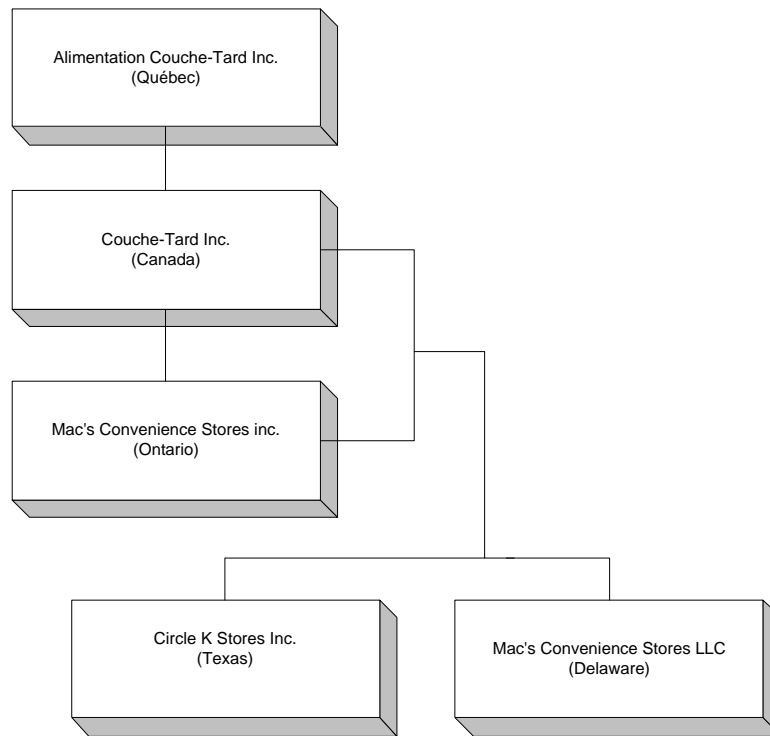 Alimentation Couche-Tard Inc.
(Québec)
Couche-Tard Inc.
(Canada)
Mac's Convenience Stores inc.
(Ontario)
Circle K Stores Inc.
(Texas)
Mac's Convenience Stores LLC
(Delaware)